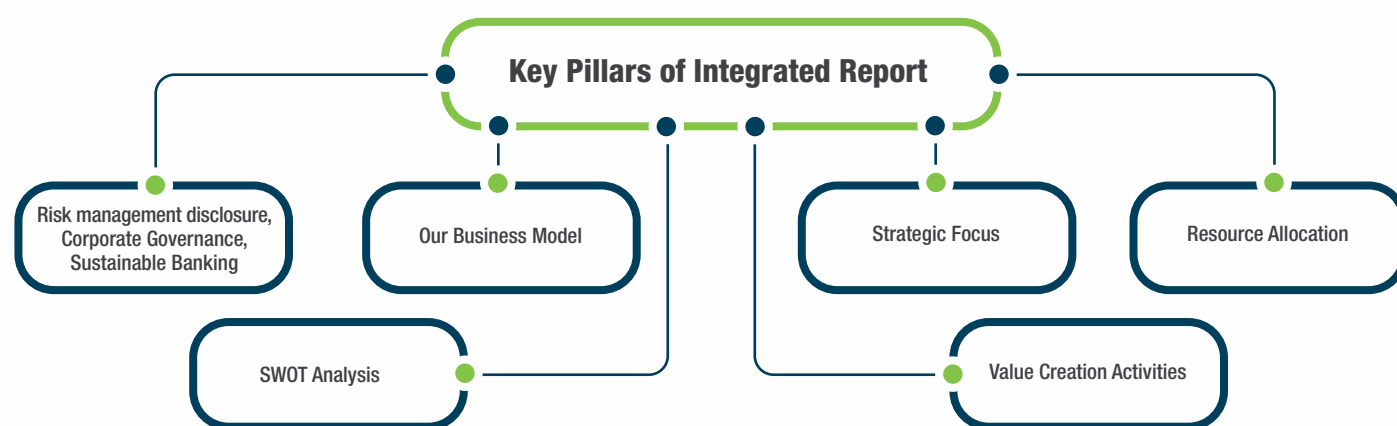 Key Pillars of Integrated Report
Risk management disclosure,
Corporate Governance,
Sustainable Banking
Our Business Model
Strategic Focus
Resource Allocation
SWOT Analysis
Value Creation Activities